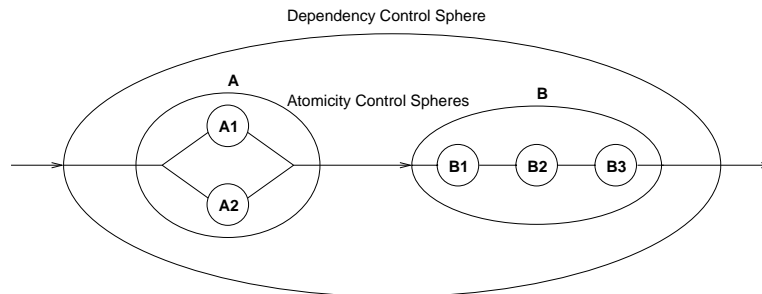 Dependency Control Sphere
A
Atomicity Control Spheres
B
A1
B1 B2 B3
A2